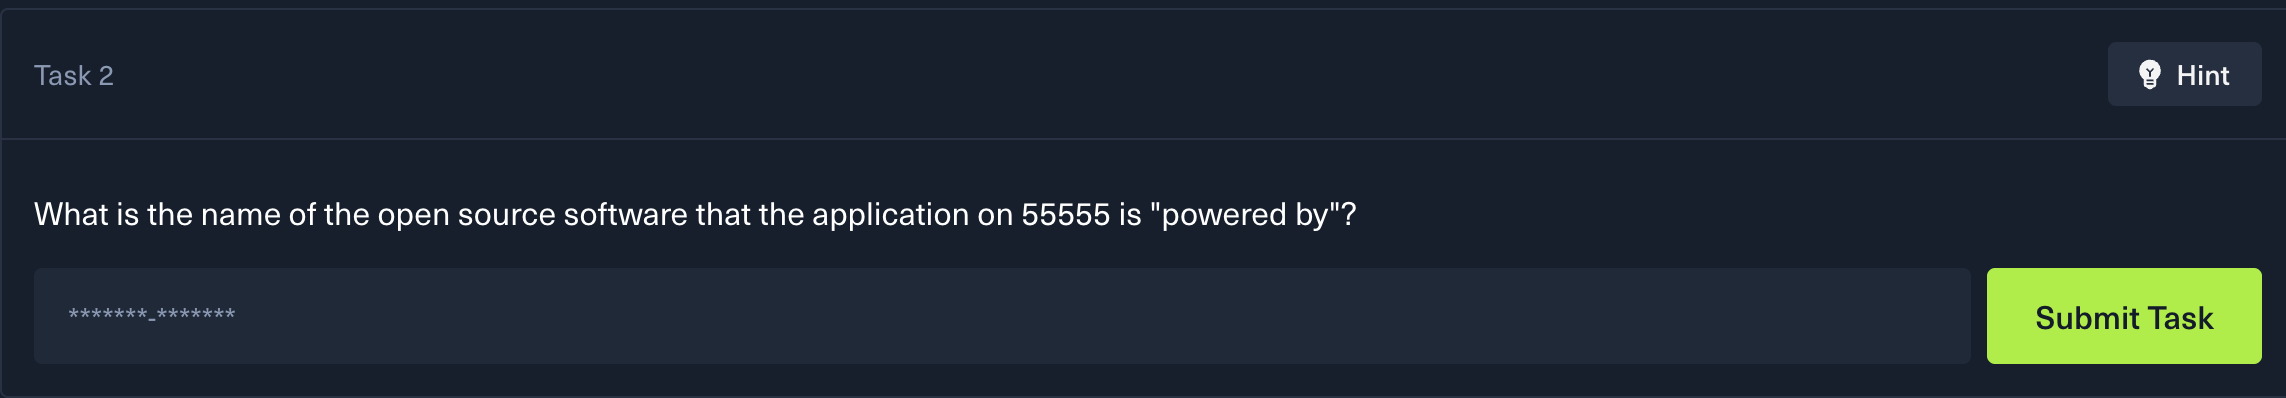 Task 2
Hint
What is the name of the open source software that the application on 55555 is "powered by"?
*******-*******
Submit Task